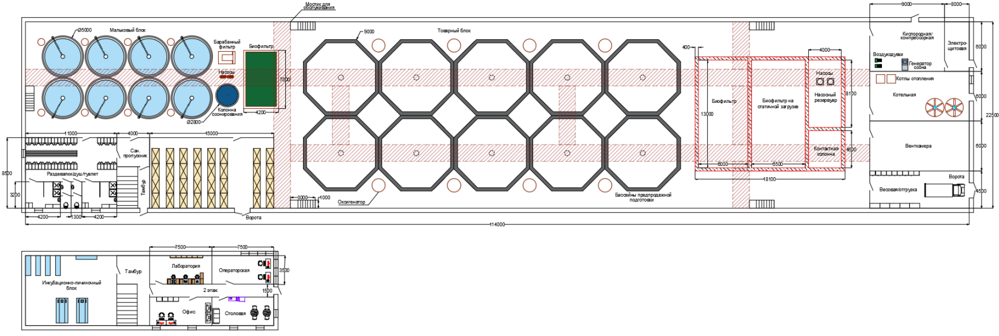 Мостик для
обслуживания
9000
3000
Ø5000
Мальковый блок
9000
Товарный блок
Кислородная/
компрессорная
Электро-
щитовая
6000
Барабанный
фильтр
Биофильтр
400
4000
Воздуходувки
Генератор
озона
Насосы
7000
Насосы
Котлы отопления
Котельная
6000
22500
Насосный
резервуар
8100
Биофильтр
Биофильтр на
статичной загрузке
13000
Колонна
озонирования
4200
Ø2800
11000
4000
15000
Сан.
пропускник
Контактная
колонна
4500
Венткамера
6000
6000
6500
18100
8500
Раздевалки/душ/туалет
Тамбур
3200
Ворота
Весовая/отгрузка
4500
Бассейны предпродажной
подготовки
3000
1000
Оксигенатор
4200
1300
4200
Ворота
114000
7500
7500
Лаборатория
Операторская
3500
Тамбур
Инкубационно-личиночный
блок
2 этаж
1500
Офис
Столовая